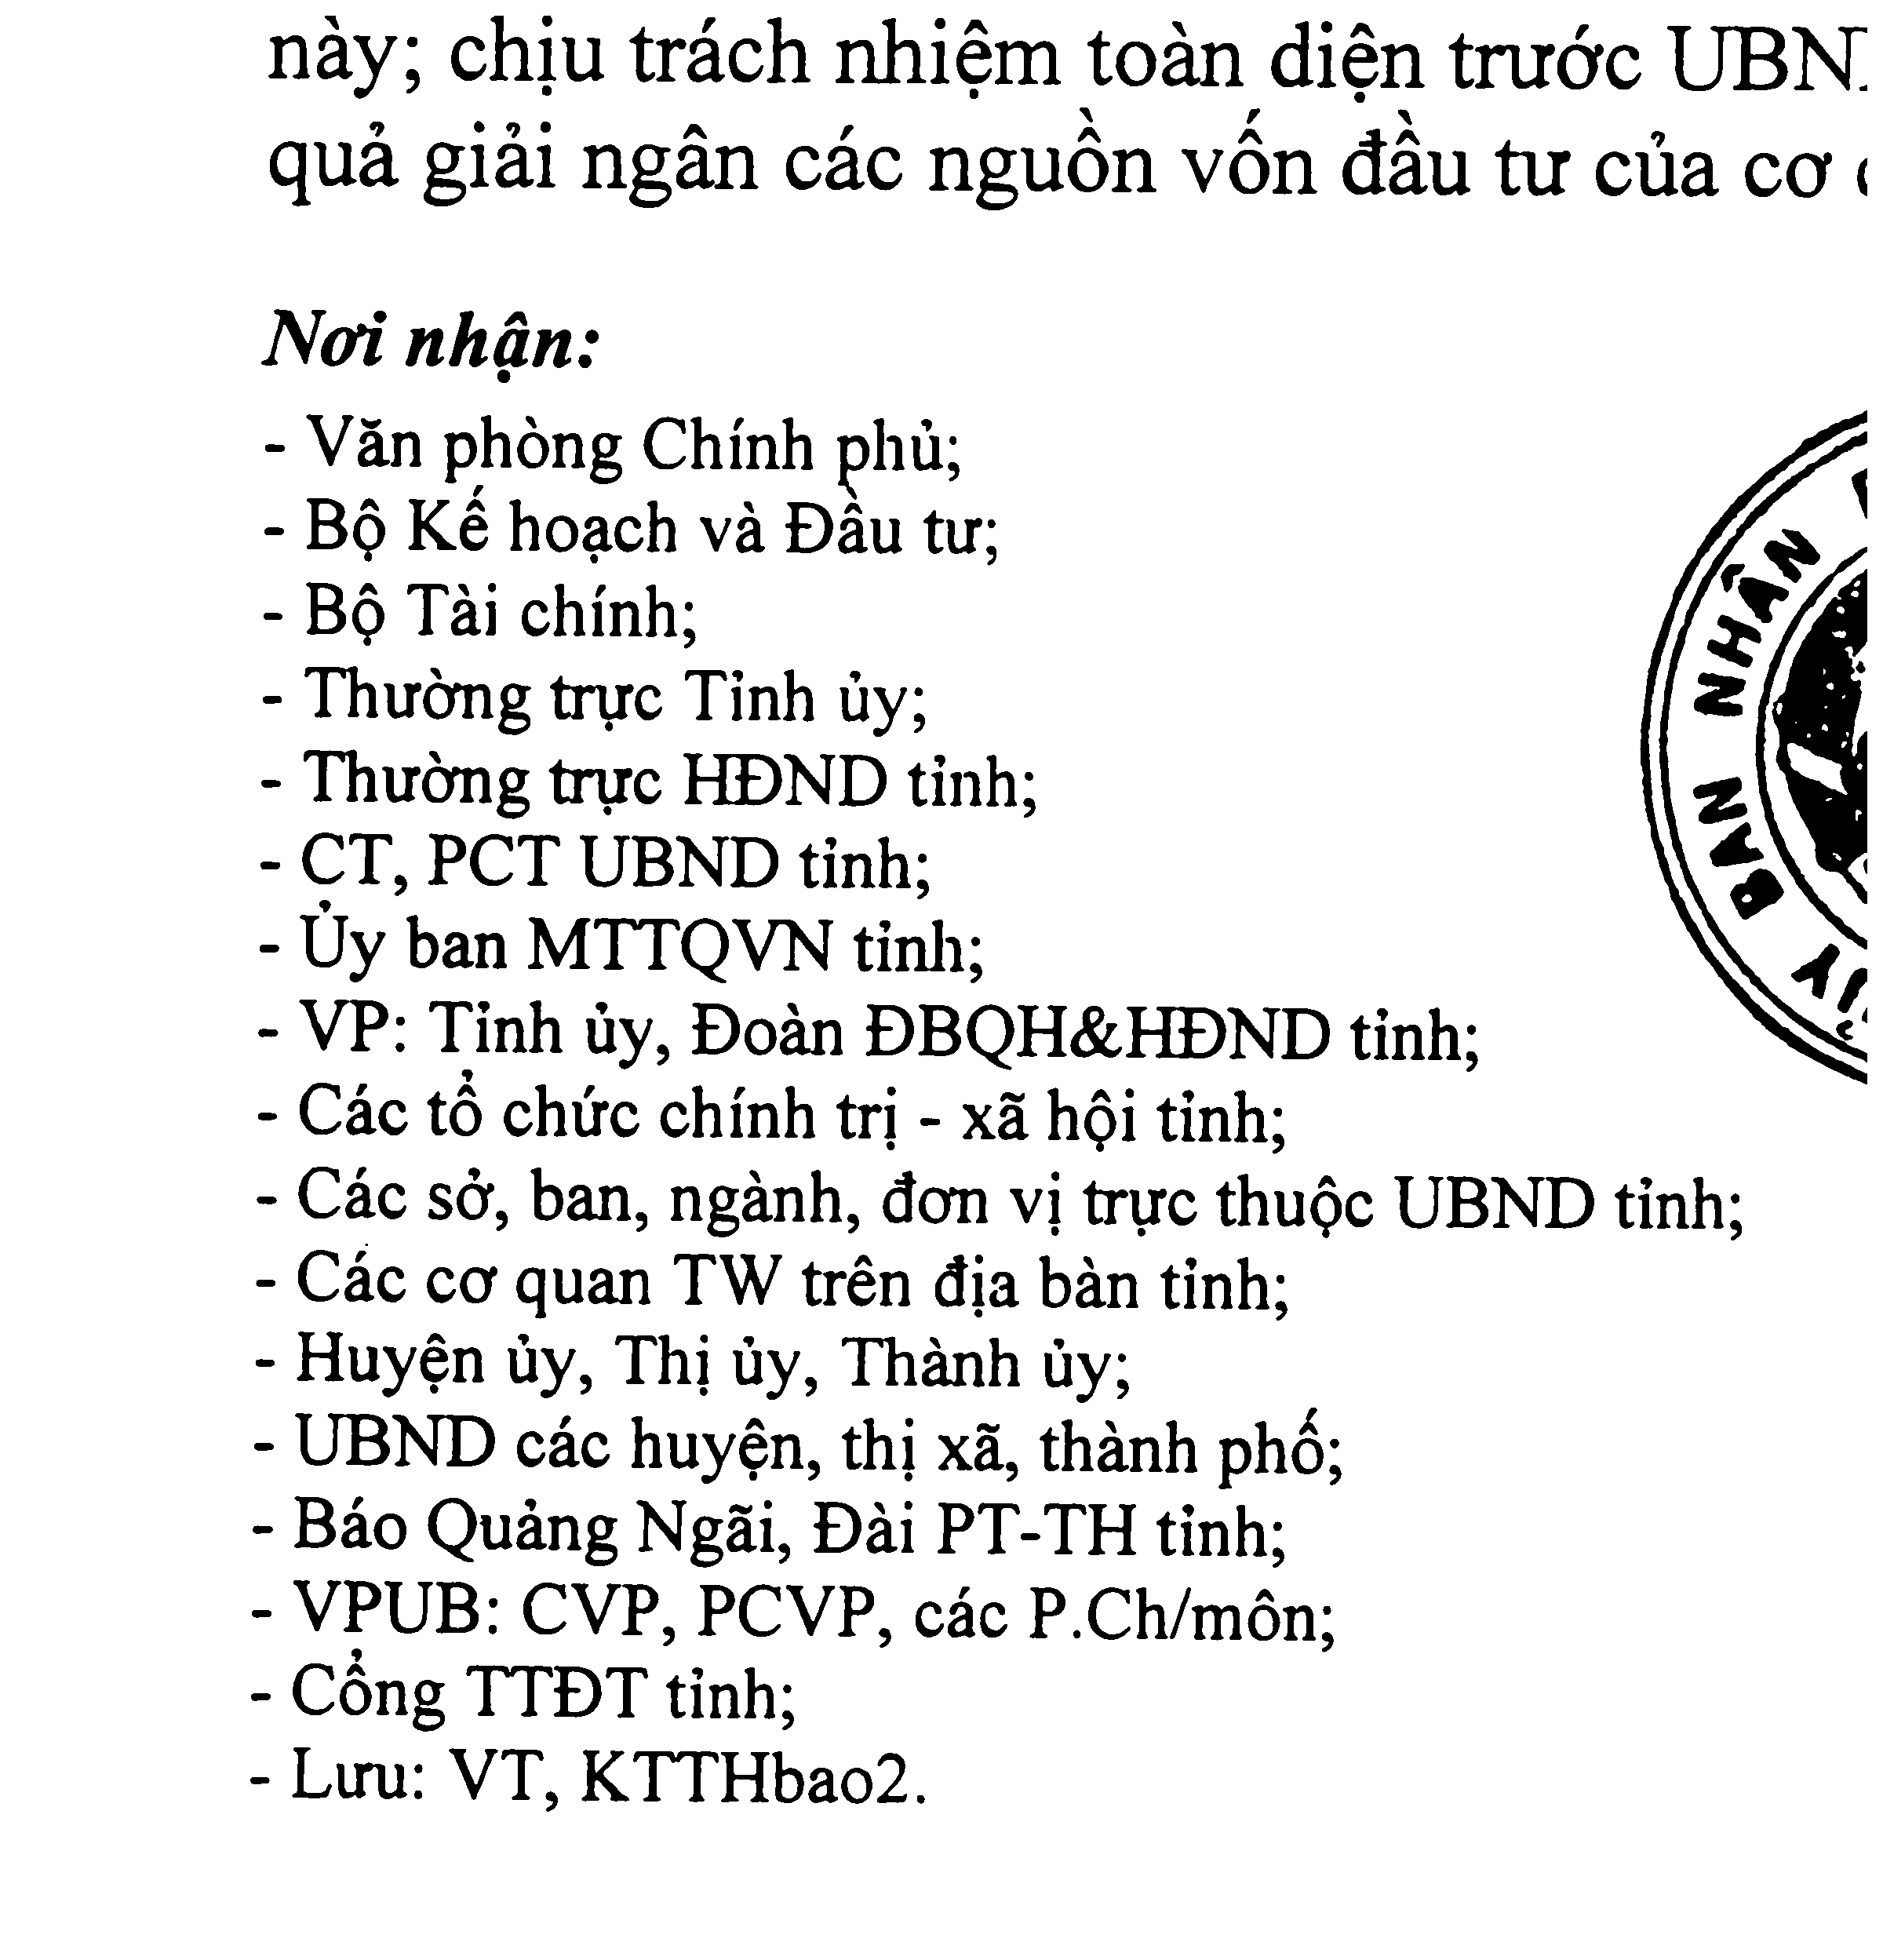 này; chịu trách nhiệm toàn diện trước
quả giải ngân các nguồn vốn đầu tư của cơ
Nơi nhận:
- Văn phòng Chính phủ;
- Bộ Kế hoạch và Đầu tư;
- Bộ Tài chính;
- Thường trực Tỉnh ủy;
- Thường trực HĐND tỉnh;
- CT, PCT UBND tỉnh;
- Ủy ban MTTQVN tỉnh;
- VP: Tỉnh ủy, Đoàn ĐBQH&HĐND tỉnh;
- Các tổ chức chính trị - xã hội tỉnh;
- Các sở, ban, ngành, đơn vị trực thuộc UBND tỉnh;
- Các cơ quan TW trên địa bàn tỉnh;
- Huyện ủy, Thị ủy, Thành ủy;
- UBND các huyện, thị xã, thành phố;
- Báo Quảng Ngãi, Đài PT-TH tỉnh;
- VPUB: CVP, PCVP, các P.Ch/môn;
- Cổng TTĐT tỉnh;
- Lưu: VT, KTTHbao2.
ỦY BAN NHÂN